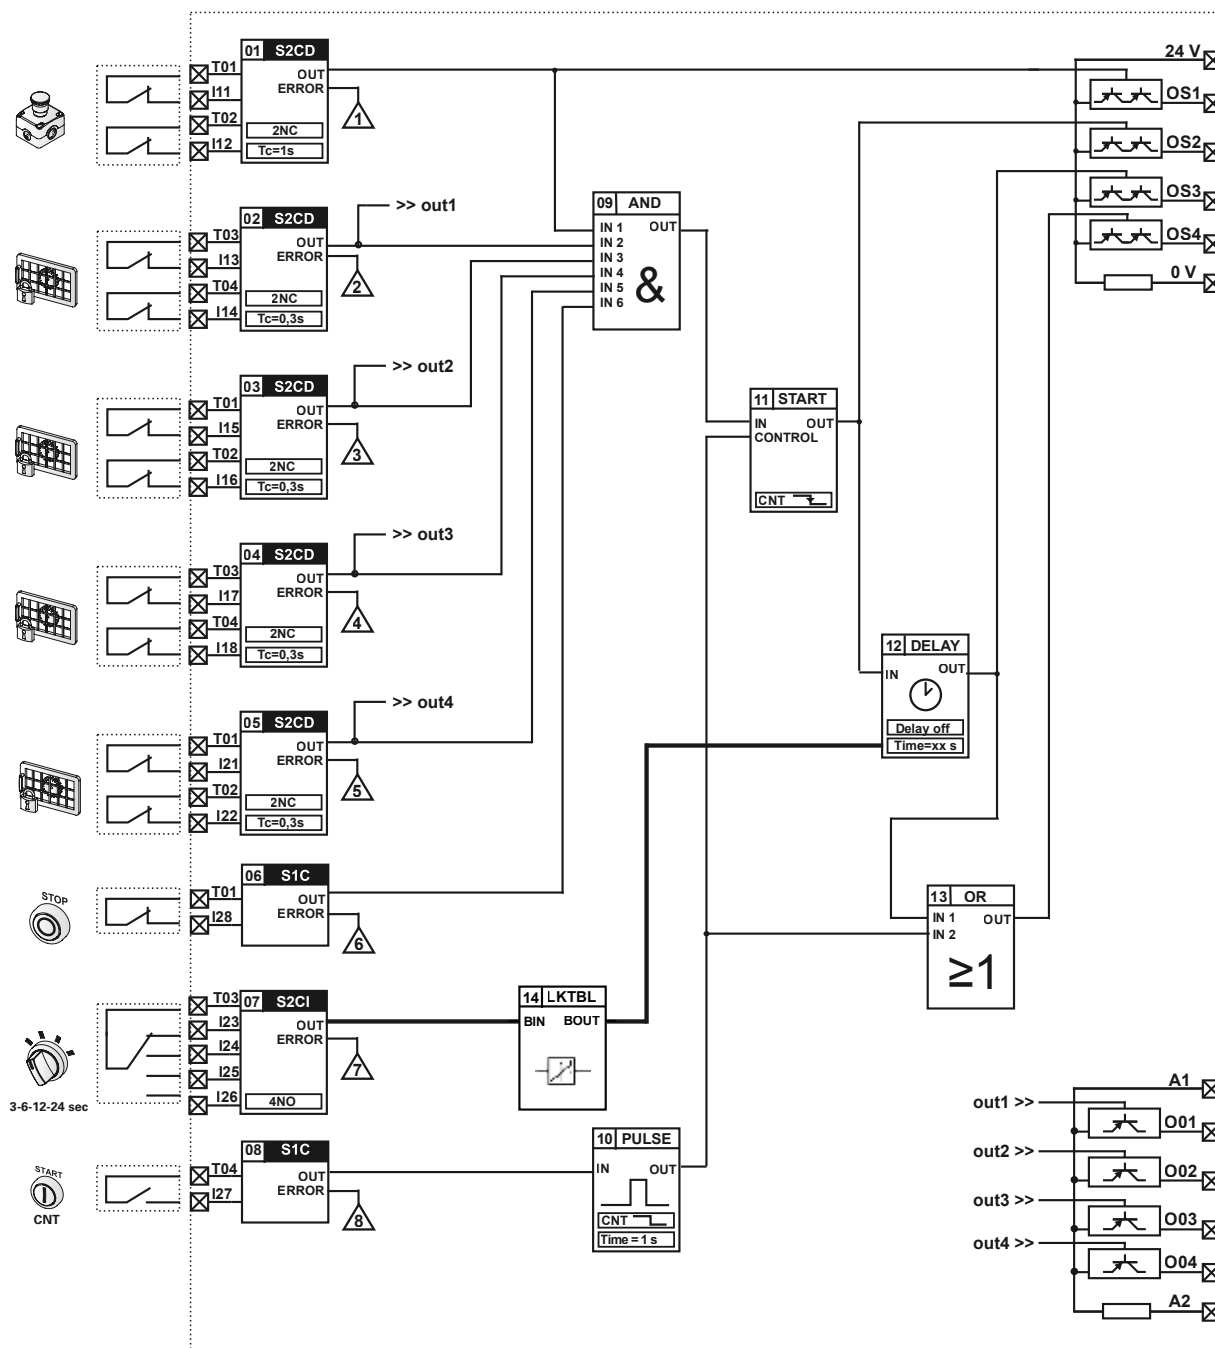 01 S2CD
T01
I11
T02
I12
OUT
ERROR
1
2NC
Tc=1s
02 S2CD
T03
I13
T04
I14
OUT
ERROR
2
2NC
Tc=0,3s
>> out1
03 S2CD
T01
I15
T02
I16
OUT
ERROR
3
2NC
Tc=0,3s
>> out2
04 S2CD
T03
I17
T04
I18
OUT
ERROR
4
2NC
Tc=0,3s
>> out3
05 S2CD
T01
I21
T02
I22
OUT
ERROR
5
2NC
Tc=0,3s
>> out4
STOP
06 S1C
T01
I28
OUT
ERROR
6
3-6-12-24 sec
07 S2CI
T03
I23
I24
I25
I26
OUT
ERROR
7
4NO
START
CNT
08 S1C
T04
I27
OUT
ERROR
8
09 AND
IN 1 OUT
IN 2
IN 3
IN 4
IN 5
IN 6
&
10 PULSE
IN OUT
CNT
Time = 1 s
11 START
IN OUT
CONTROL
CNT
12 DELAY
IN OUT
Delay off
Time=xx s
13 OR
IN 1 OUT
IN 2
≥1
14 LKTBL
BIN BOUT
24 V
OS1
OS2
OS3
OS4
0 V
A1
out1 >>
O01
out2 >>
O02
out3 >>
O03
out4 >>
O04
A2